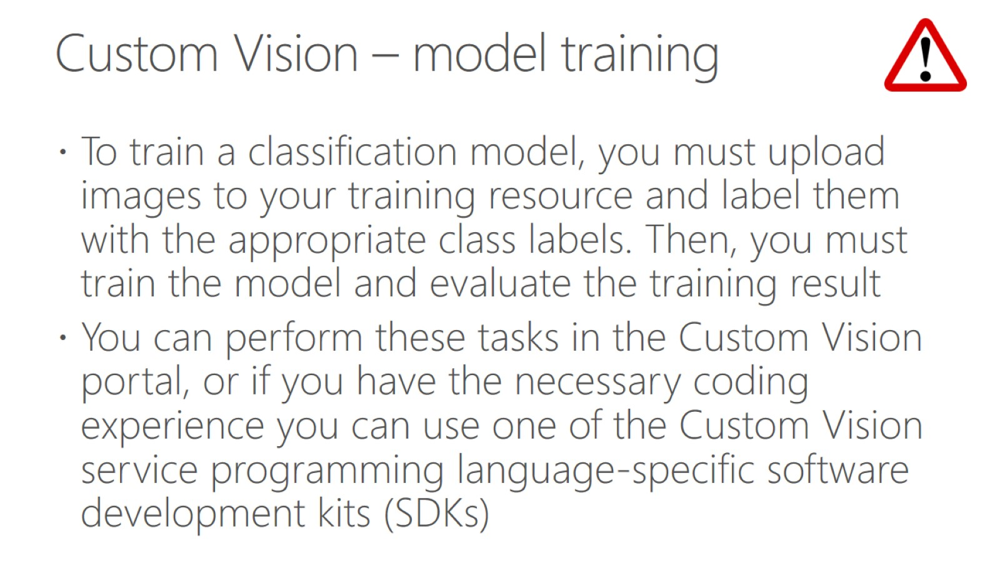 Custom Vision – model training
• To train a classification model, you must upload
images to your training resource and label them
with the appropriate class labels. Then, you must
train the model and evaluate the training result
• You can perform these tasks in the Custom Vision
portal, or if you have the necessary coding
experience you can use one of the Custom Vision
service programming language-specific software
development kits (SDKs)